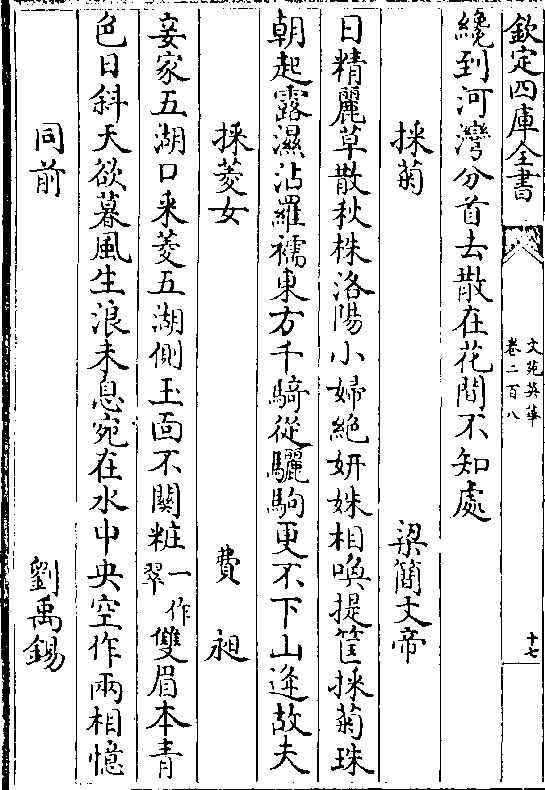 欽定四庫全書
文苑英華
卷二百八
十七
纔到河灣分首去散在花間不知處
採菊
梁簡文帝
日精麗草散秋株洛陽小婦絶妍姝相喚提筐採菊珠
朝起露濕沾羅襦東方千騎從驪駒更不下山逢故夫
採菱女
費昶
妾家五湖口采菱五湖側玉面不關粧一作翠雙眉本青
色日斜天欲暮風生浪未息宛在水中央空作兩相憶
同前
劉禹錫